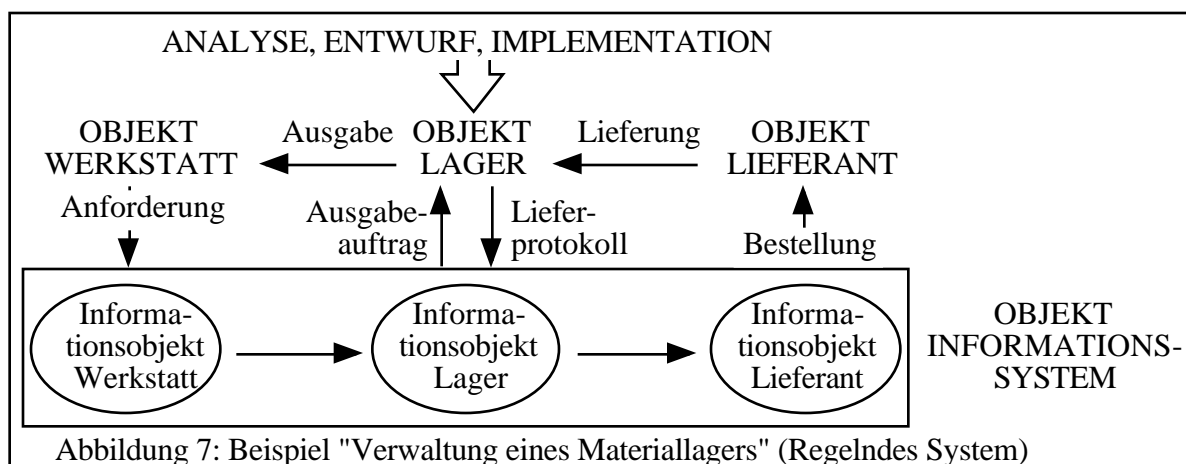 ANALYSE, ENTWURF, IMPLEMENTATION
OBJEKT
WERKSTATT
Ausgabe
OBJEKT
LAGER
Lieferung
OBJEKT
LIEFERANT
Anforderung
Ausgabe-
auftrag
Liefer-
protokoll
Bestellung
Informa-
tionsobjekt
Werkstatt
Informa-
tionsobjekt
Lager
Informa-
tionsobjekt
Lieferant
OBJEKT
INFORMATIONS-
SYSTEM
Abbildung 7: Beispiel "Verwaltung eines Materiallagers" (Regelndes System)